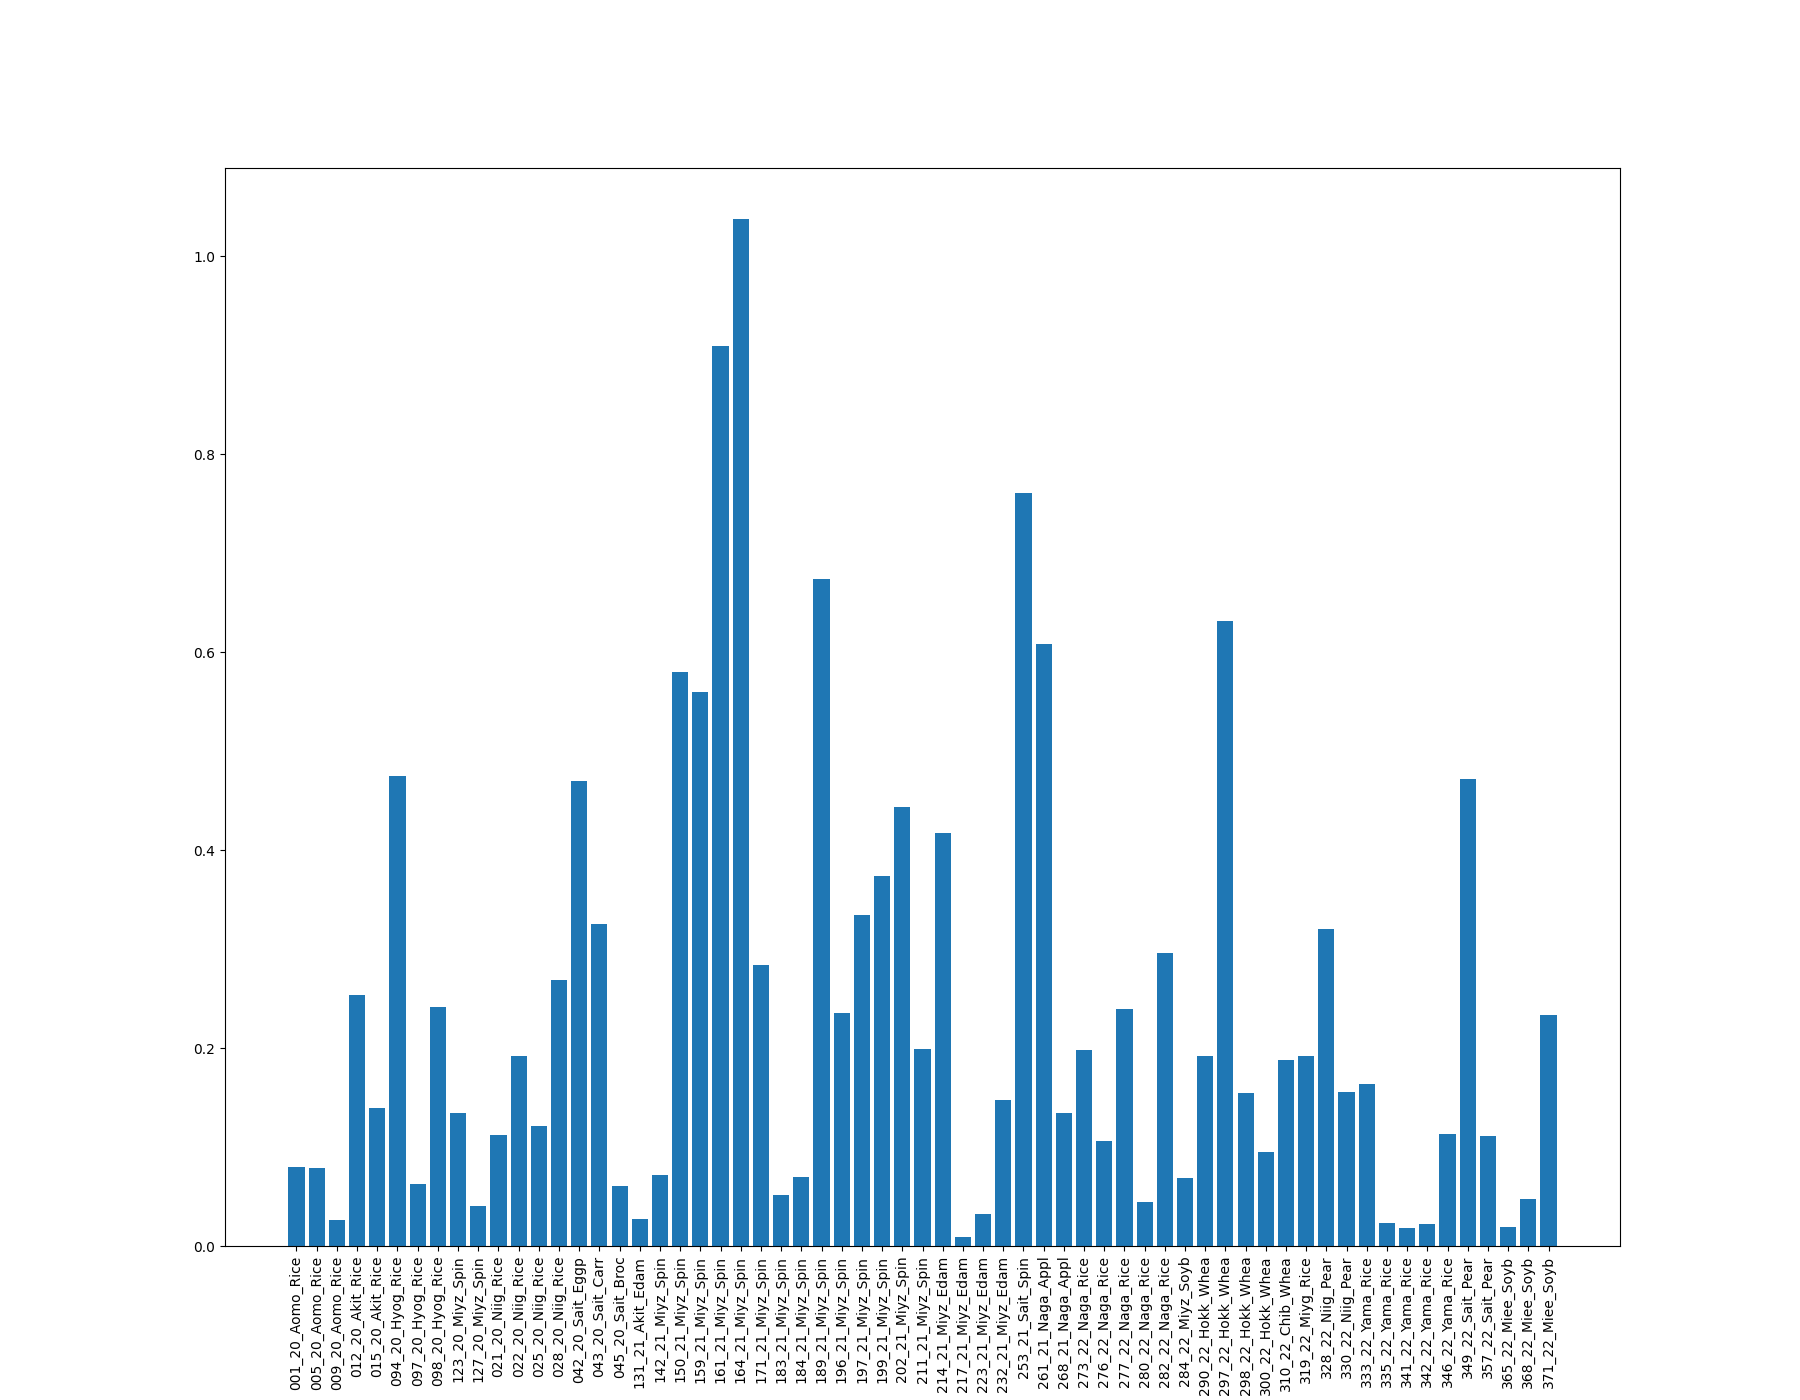 1.0
0.8
0.6
0.4
0.2
0.0
001_20_Aomo_Rice
005_20_Aomo_Rice
009_20_Aomo_Rice
012_20_Akit_Rice
015_20_Akit_Rice
094_20_Hyog_Rice
097_20_Hyog_Rice
098_20_Hyog_Rice
123_20_Miyz_Spin
127_20_Miyz_Spin
021_20_Niig_Rice
022_20_Niig_Rice
025_20_Niig_Rice
028_20_Niig_Rice
042_20_Sait_Eggp
043_20_Sait_Carr
045_20_Sait_Broc
131_21_Akit_Edam
142_21_Miyz_Spin
150_21_Miyz_Spin
159_21_Miyz_Spin
161_21_Miyz_Spin
164_21_Miyz_Spin
171_21_Miyz_Spin
183_21_Miyz_Spin
184_21_Miyz_Spin
189_21_Miyz_Spin
196_21_Miyz_Spin
197_21_Miyz_Spin
199_21_Miyz_Spin
202_21_Miyz_Spin
211_21_Miyz_Spin
214_21_Miyz_Edam
217_21_Miyz_Edam
223_21_Miyz_Edam
232_21_Miyz_Edam
253_21_Sait_Spin
261_21_Naga_Appl
268_21_Naga_Appl
273_22_Naga_Rice
276_22_Naga_Rice
277_22_Naga_Rice
280_22_Naga_Rice
282_22_Naga_Rice
284_22_Miyz_Soyb
290_22_Hokk_Whea
297_22_Hokk_Whea
298_22_Hokk_Whea
300_22_Hokk_Whea
310_22_Chib_Whea
319_22_Miyg_Rice
328_22_Niig_Pear
330_22_Niig_Pear
333_22_Yama_Rice
335_22_Yama_Rice
341_22_Yama_Rice
342_22_Yama_Rice
346_22_Yama_Rice
349_22_Sait_Pear
357_22_Sait_Pear
365_22_Miee_Soyb
368_22_Miee_Soyb
371_22_Miee_Soyb